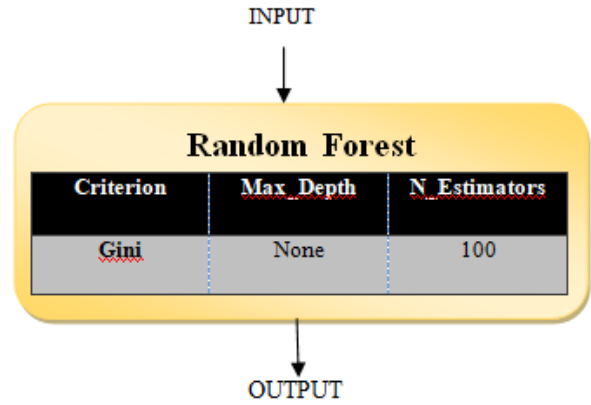 INPUT
Random Forest
Criterion Max_Depth N_Estimators
Gini None 100
OUTPUT